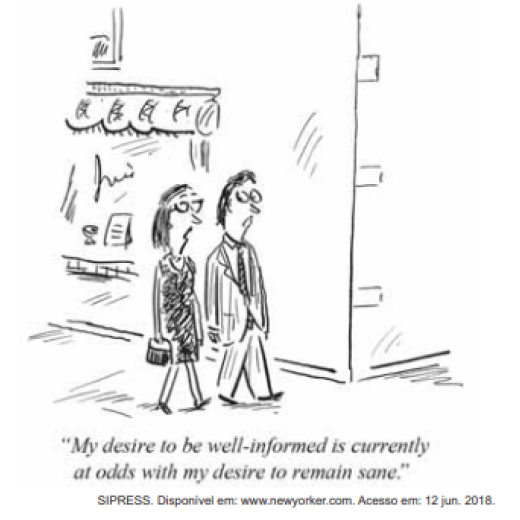 “My desire to be well-informed is currently
at odds with my desire to remain sane.”
SIPRESS. Disponível em: www.newyorker.com. Acesso em: 12 jun. 2018.